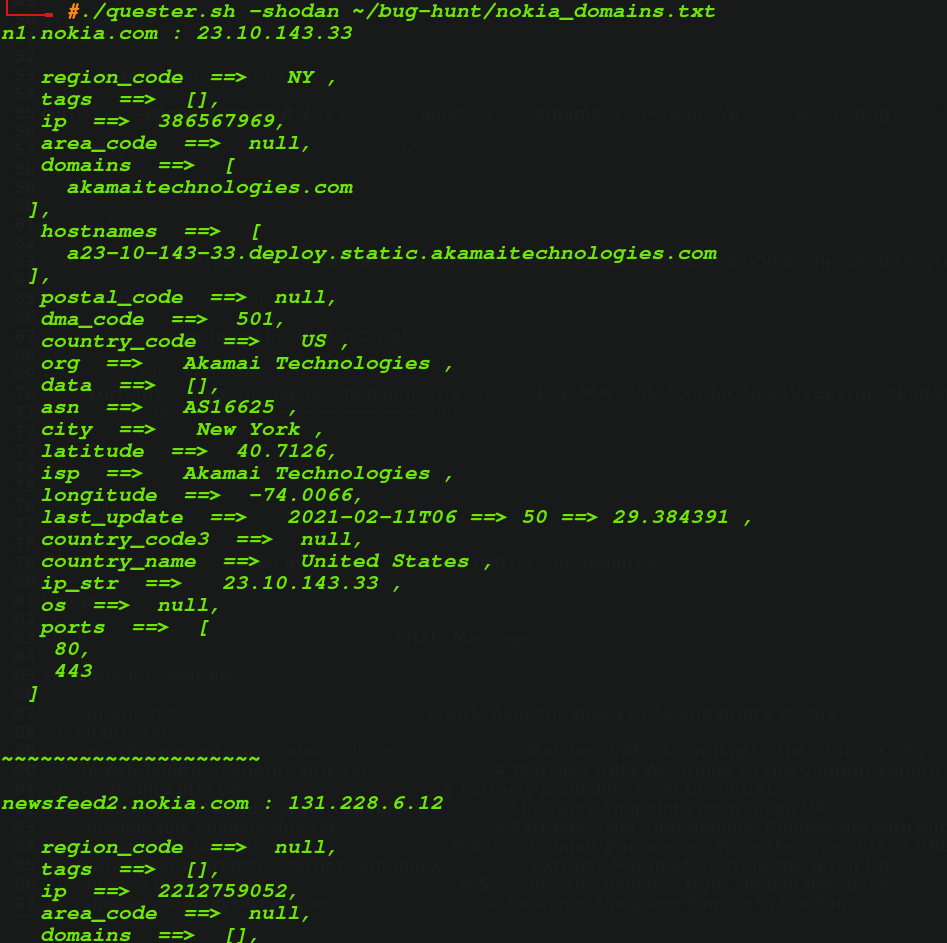 #./quester.sh -shodan ~/bug-hunt/nokia_domains.txt
n1.nokia.com : 23.10.143.33
region_code ==> NY ,
tags ==> [],
ip ==> 386567969,
area_code ==> null,
domains ==> [
akamaitechnologies.com
],
hostnames ==> [
a23-10-143-33.deploy.static.akamaitechnologies.com
],
postal_code ==> null,
dma_code ==> 501,
country_code ==> US ,
org ==> Akamai Technologies ,
data ==> [],
asn ==> AS16625 ,
city ==> New York ,
latitude ==> 40.7126,
isp ==> Akamai Technologies ,
longitude ==> -74.0066,
last_update ==> 2021-02-11T06 ==> 50 ==> 29.384391 ,
country_code3 ==> null,
country_name ==> United States ,
ip_str ==> 23.10.143.33 ,
os ==> null,
ports ==> [
80,
443
]
~~~~~~~~~~~~~~~~~~~~
newsfeed2.nokia.com : 131.228.6.12
region_code ==> null,
tags ==> [],
ip ==> 2212759052,
area_code ==> null,
domains ==> [],